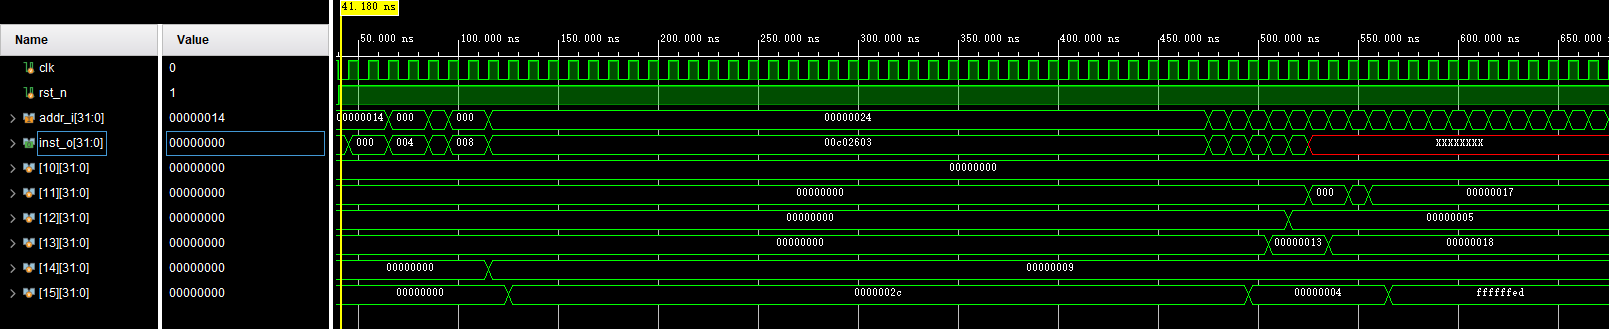 41.180 ns
Name Value 50.000 ns 100.000 ns 150.000 ns 200.000 ns 250.000 ns 300.000 ns 350.000 ns 400.000 ns 450.000 ns 500.000 ns 550.000 ns 600.000 ns 650.000
clk 0
rst_n 1
addr_i[31:0] 00000014 00000014 000 000 00000024
inst_o[31:0] 00000000 000 004 008 00c02603 XXXXXXXX
[10][31:0] 00000000 00000000
[11][31:0] 00000000 00000000 000 00000017
[12][31:0] 00000000 00000000 00000005
[13][31:0] 00000000 00000000 00000013 00000018
[14][31:0] 00000000 00000000 00000009
[15][31:0] 00000000 00000000 0000002c 00000004 ffffffed